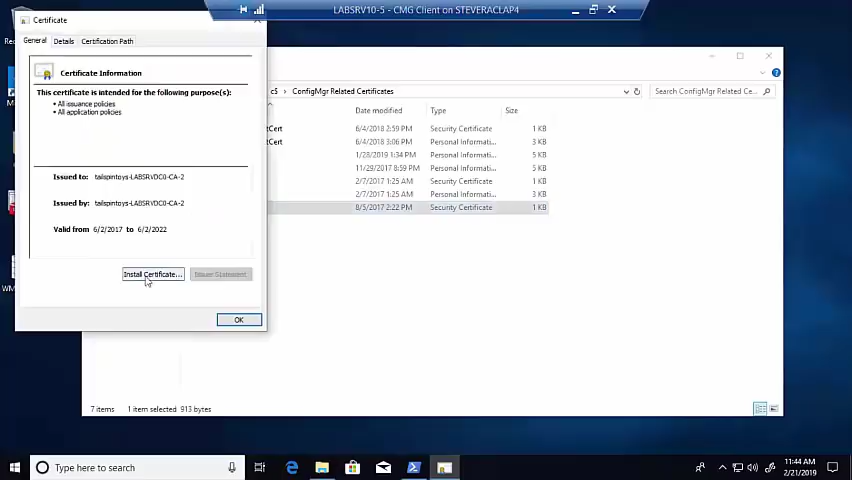 LABSRV10-5 - CMG Client on STEVERACLAP4
Certificate
General
Details
Certification Path
Certificate Information
This certificate is intended for the following purpose(s):
• All issuance policies
• All application policies
Issued to: tailspintoys-LABSRVDC0-CA-2
Issued by: tailspintoys-LABSRVDC0-CA-2
Valid from 6/2/2017 to 6/2/2022
Install Certificate...
Issuer Statement
OK
c$ > ConfigMgr Related Certificates
Search ConfigMgr Related Ce...
Date modified
Type
Size
6/4/2018 2:59 PM Security Certificate 1 KB
6/4/2018 3:06 PM Personal Informati... 3 KB
1/28/2019 1:34 PM Personal Informati... 5 KB
11/29/2017 8:59 PM Personal Informati... 5 KB
2/7/2017 1:25 AM Security Certificate 1 KB
2/7/2017 1:25 AM Personal Informati... 3 KB
8/5/2017 2:22 PM Security Certificate 1 KB
7 items 1 item selected 913 bytes
Type here to search
11:44 AM
2/21/2019